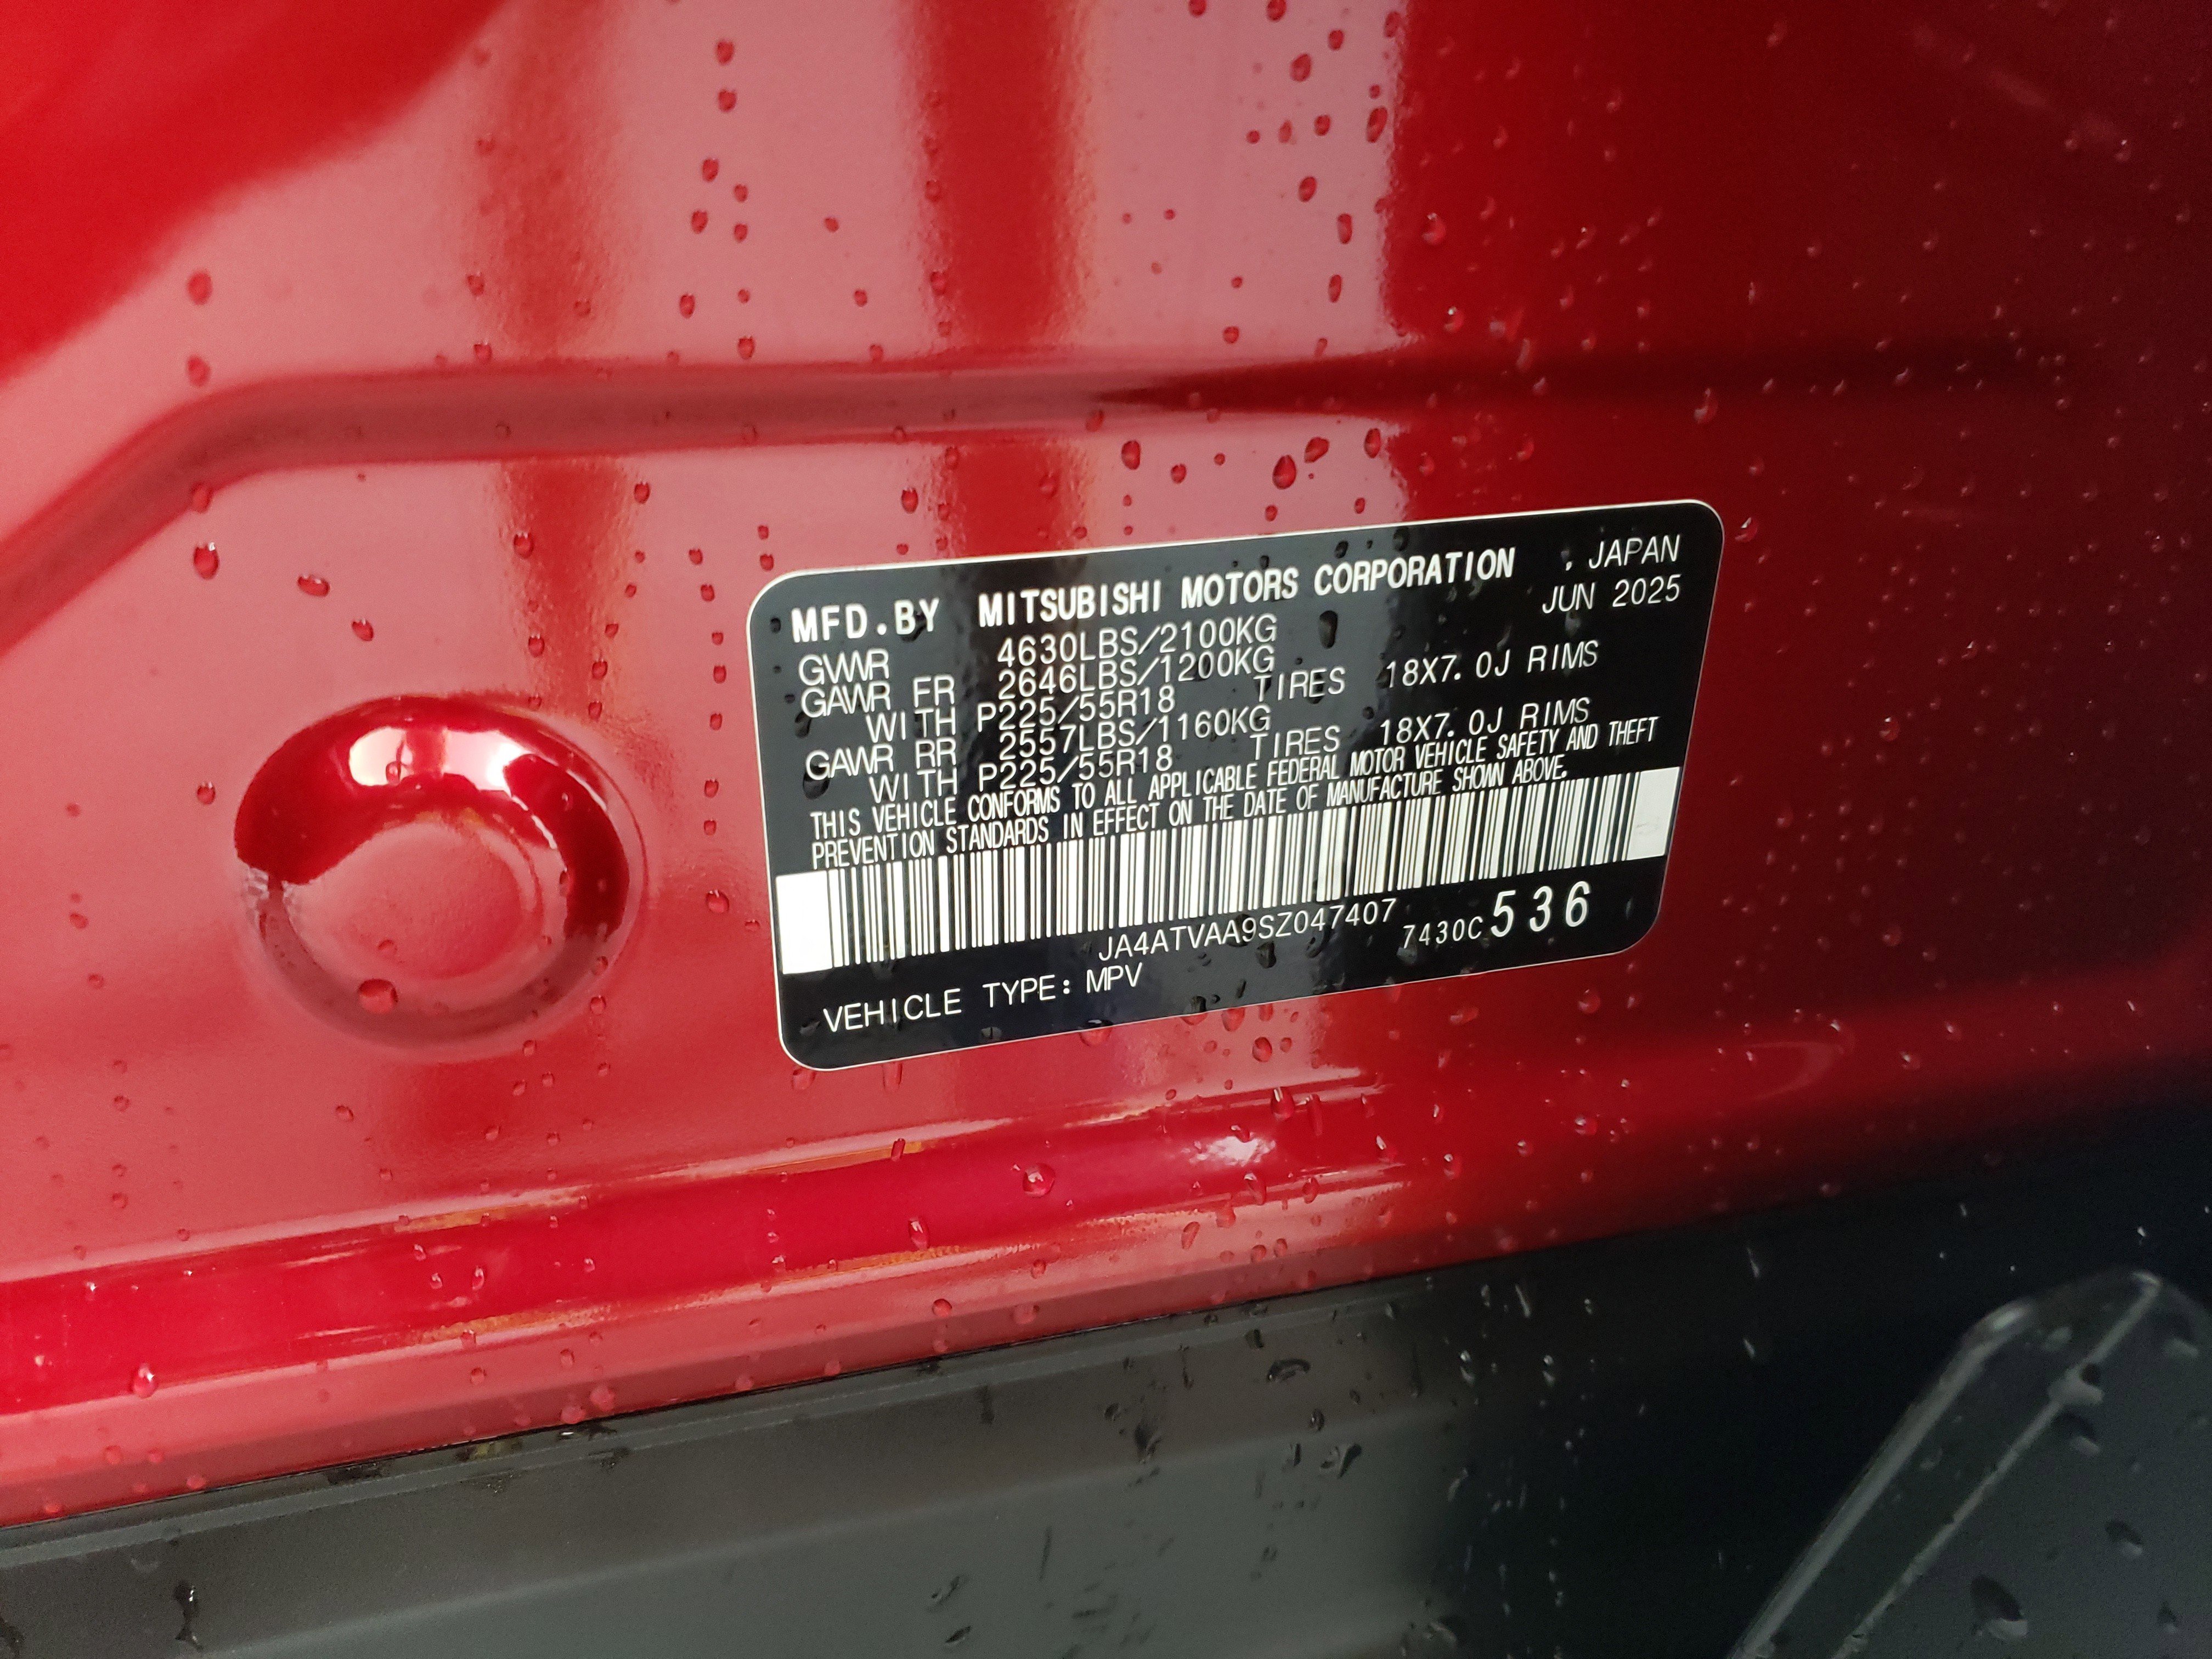 MFD.BY MITSUBISHI MOTORS CORPORATION , JAPAN
JUN 2025
GVWR 4630LBS/2100KG
GAWR FR 2646LBS/1200KG
WITH P225/55R18 TIRES 18X7.0J RIMS
GAWR RR 2557LBS/1160KG
WITH P225/55R18 TIRES 18X7.0J RIMS
THIS VEHICLE CONFORMS TO ALL APPLICABLE FEDERAL MOTOR VEHICLE SAFETY AND THEFT
PREVENTION STANDARDS IN EFFECT ON THE DATE OF MANUFACTURE SHOWN ABOVE.
JA4ATVAA9SZ047407 7430C 536
VEHICLE TYPE: MPV